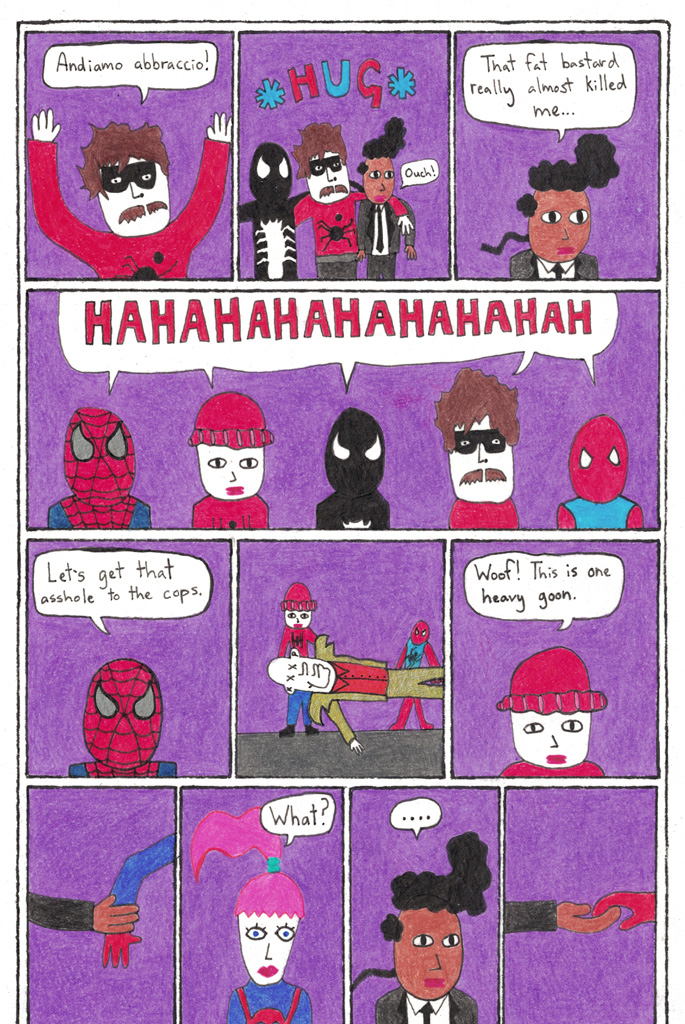 Andiamo abbraccio!
*HUG*
Ouch!
That fat bastard
really almost killed
me...
HAHAHAHAHAHAHAHAHAH
Let's get that
asshole to the cops.
Woof! This is one
heavy goon.
What?
....